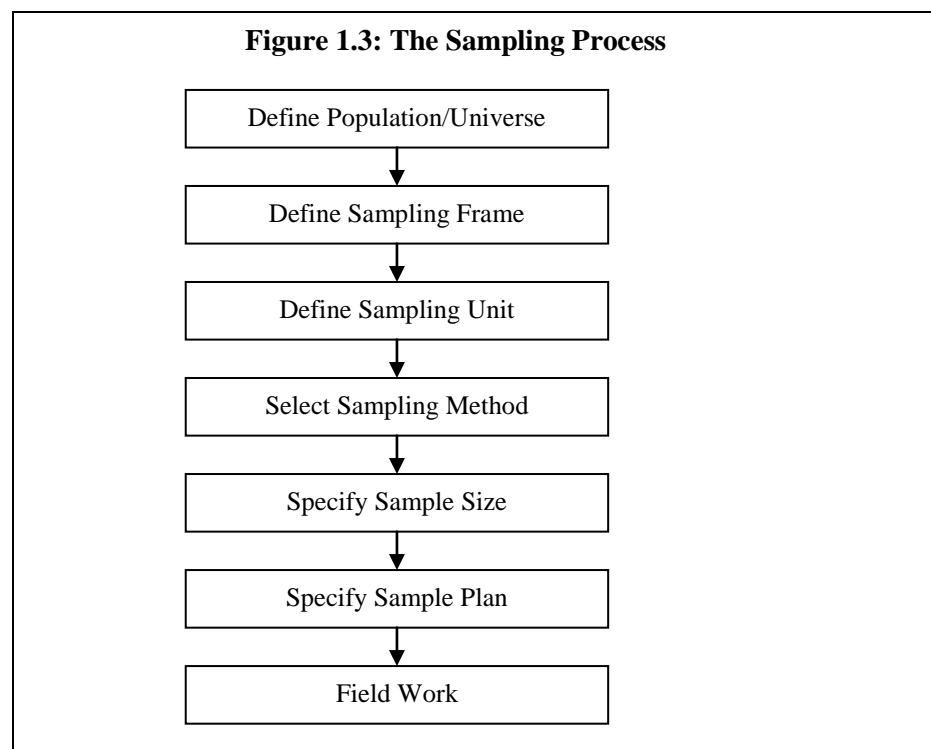 Figure 1.3: The Sampling Process
Define Population/Universe
Define Sampling Frame
Define Sampling Unit
Select Sampling Method
Specify Sample Size
Specify Sample Plan
Field Work